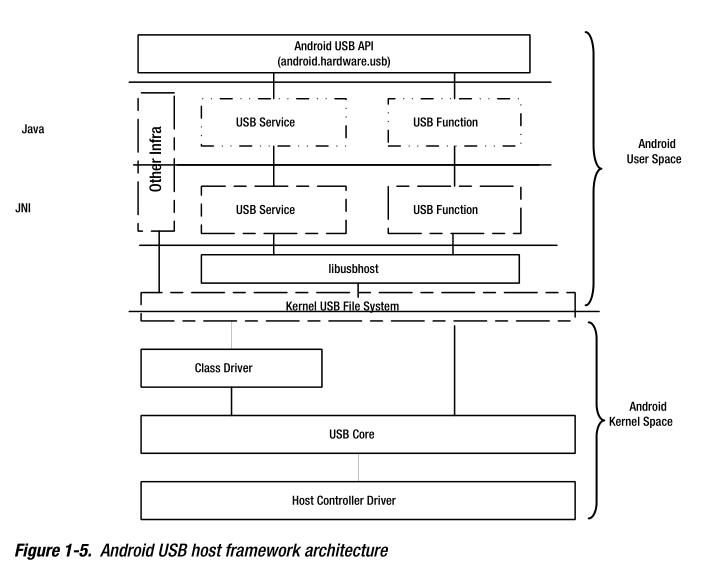 Android USB API
(android.hardware.usb)
Java
Other Infra
USB Service
USB Function
Android
User Space
JNI
USB Service
USB Function
libusbhost
Kernel USB File System
Class Driver
Android
Kernel Space
USB Core
Host Controller Driver
Figure 1-5. Android USB host framework architecture